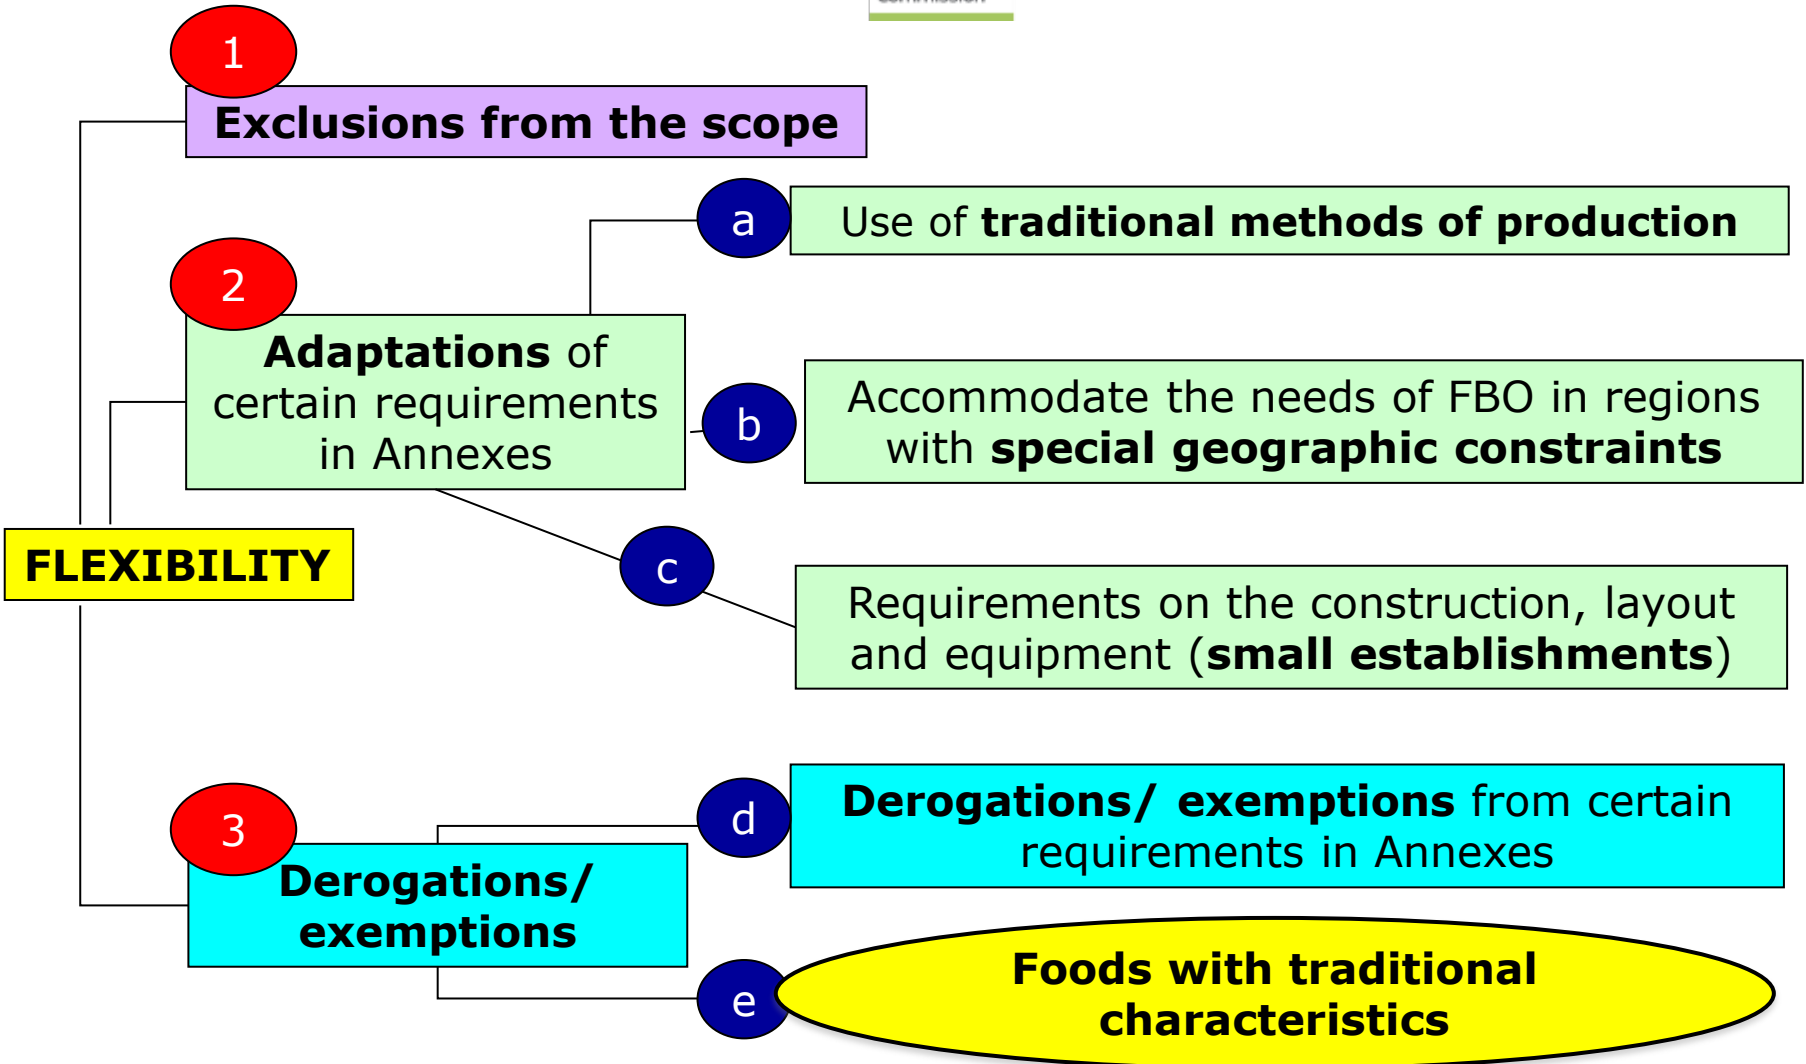 1
Exclusions from the scope
a
Use of traditional methods of production
2
Adaptations of
certain requirements
in Annexes
b
Accommodate the needs of FBO in regions
with special geographic constraints
FLEXIBILITY
c
Requirements on the construction, layout
and equipment (small establishments)
3
Derogations/
exemptions
d
Derogations/ exemptions from certain
requirements in Annexes
e
Foods with traditional
characteristics